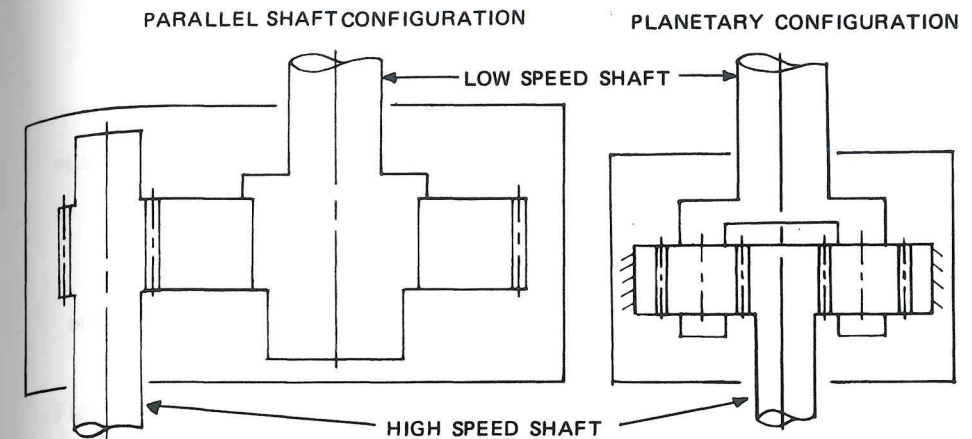 PARALLEL SHAFT CONFIGURATION
PLANETARY CONFIGURATION
LOW SPEED SHAFT
HIGH SPEED SHAFT